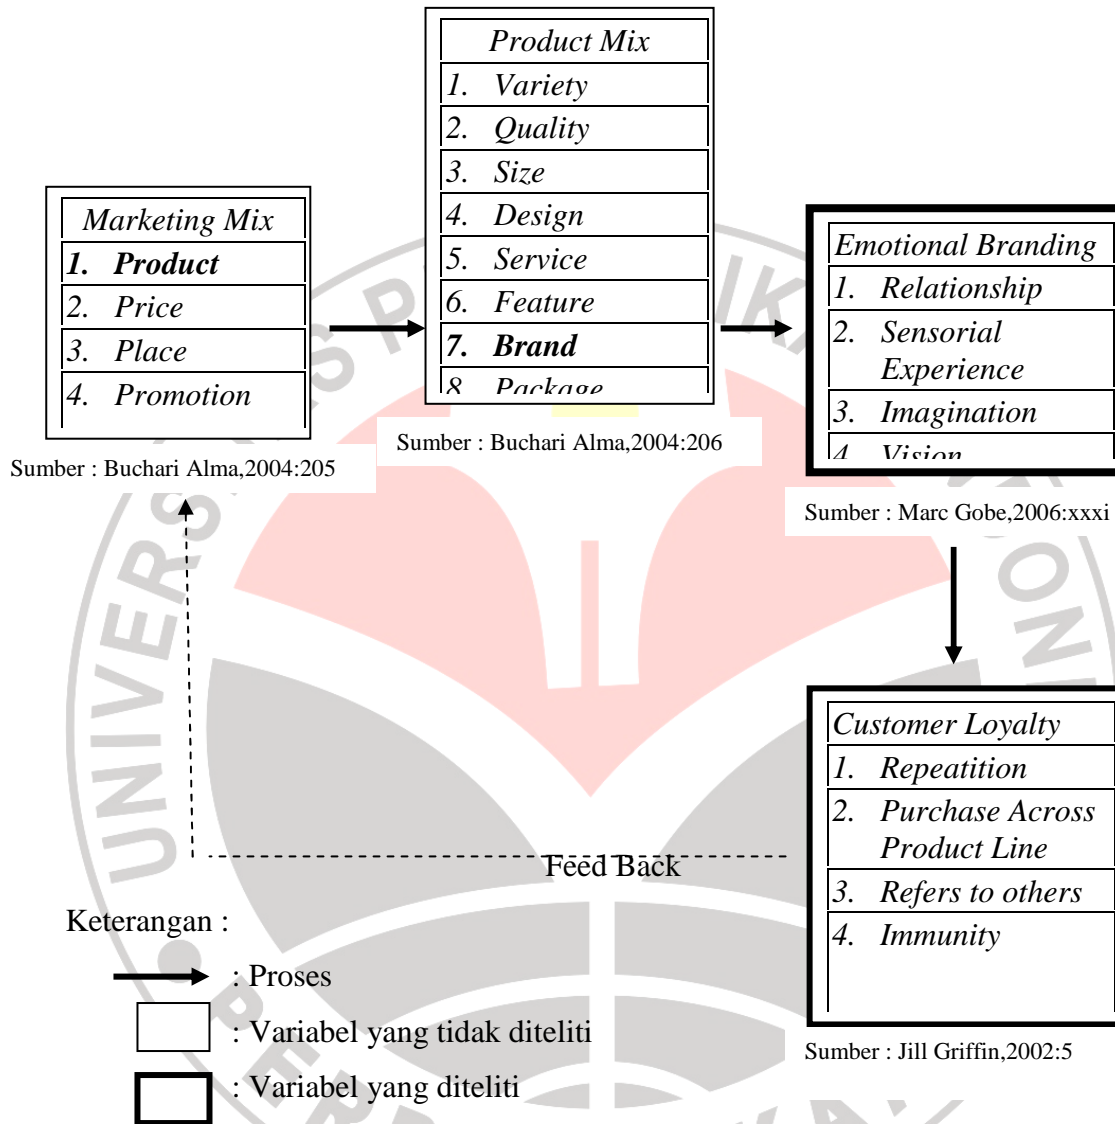 Product Mix
1. Variety
2. Quality
3. Size
4. Design
5. Service
6. Feature
7. Brand
8. Package
Marketing Mix
1. Product
2. Price
3. Place
4. Promotion
Emotional Branding
1. Relationship
2. Sensorial
Experience
3. Imagination
4. Vision
Sumber : Buchari Alma,2004:206
Sumber : Buchari Alma,2004:205
Sumber : Marc Gobe,2006:xxxi
Customer Loyalty
1. Repeatition
2. Purchase Across
Product Line
3. Refers to others
4. Immunity
Feed Back
Sumber : Jill Griffin,2002:5
Keterangan :
: Proses
: Variabel yang tidak diteliti
: Variabel yang diteliti